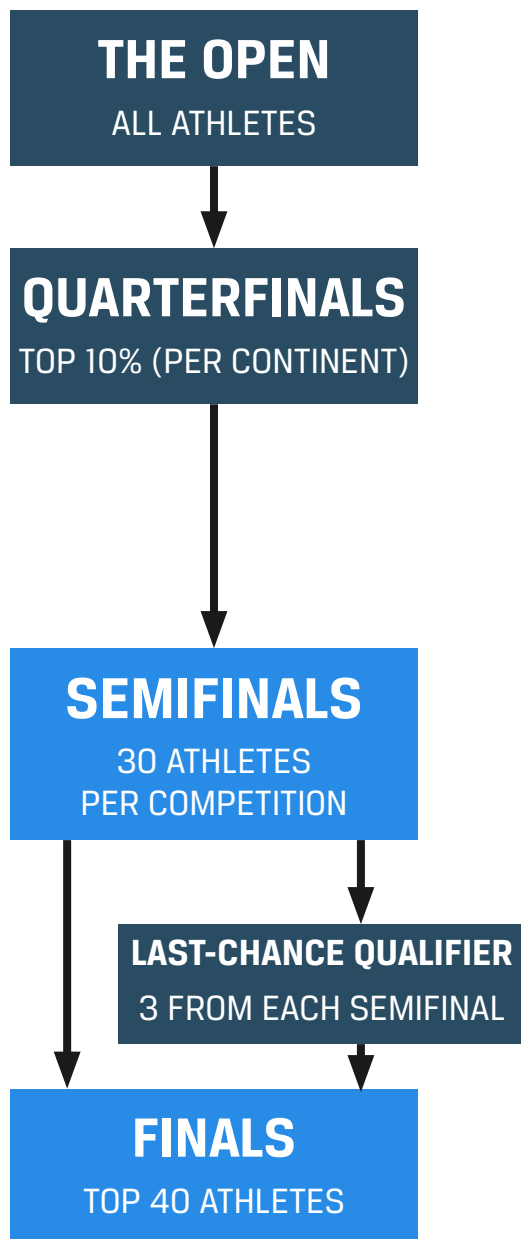 THE OPEN
ALL ATHLETES
QUARTERFINALS
TOP 10% (PER CONTINENT)
SEMIFINALS
30 ATHLETES
PER COMPETITION
LAST-CHANCE QUALIFIER
3 FROM EACH SEMIFINAL
FINALS
TOP 40 ATHLETES